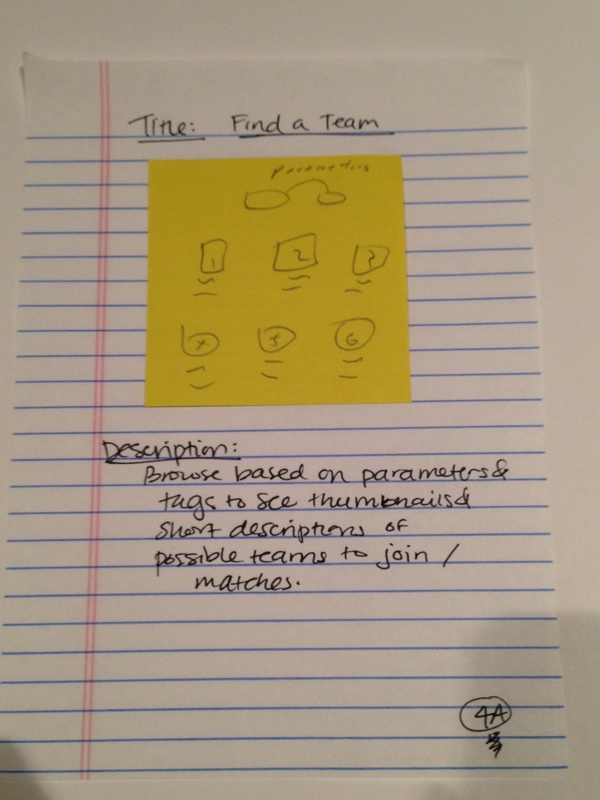 Title: Find a Team
Parameters
1 2 3
4 5 6
Description:
Browse based on parameters &
tags to see thumbnails &
short descriptions of
possible teams to join /
matches.
4A